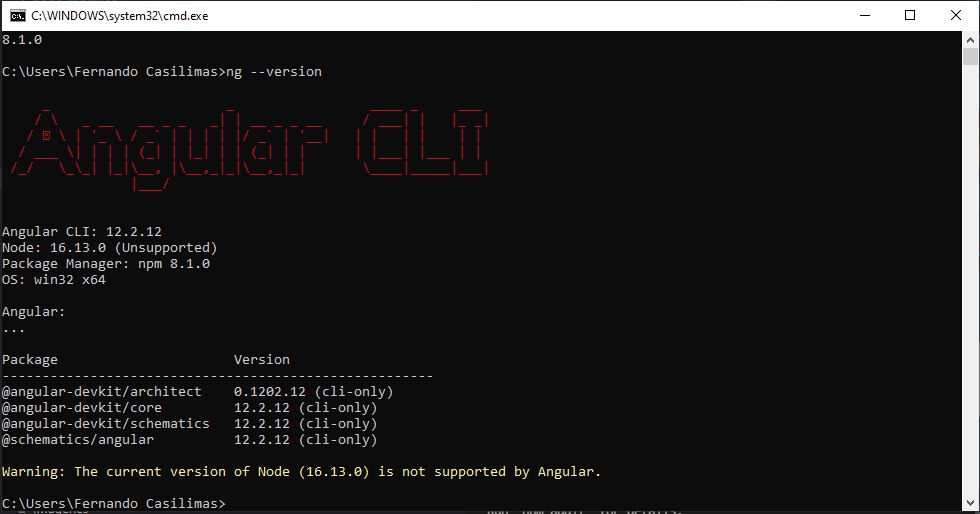 C:\WINDOWS\system32\cmd.exe
8.1.0
C:\Users\Fernando Casilimas>ng --version
Angular CLI
Angular CLI: 12.2.12
Node: 16.13.0 (Unsupported)
Package Manager: npm 8.1.0
OS: win32 x64
Angular:
...
Package                      Version
------------------------------------------------------
@angular-devkit/architect    0.1202.12 (cli-only)
@angular-devkit/core         12.2.12 (cli-only)
@angular-devkit/schematics   12.2.12 (cli-only)
@schematics/angular          12.2.12 (cli-only)
Warning: The current version of Node (16.13.0) is not supported by Angular.
C:\Users\Fernando Casilimas>